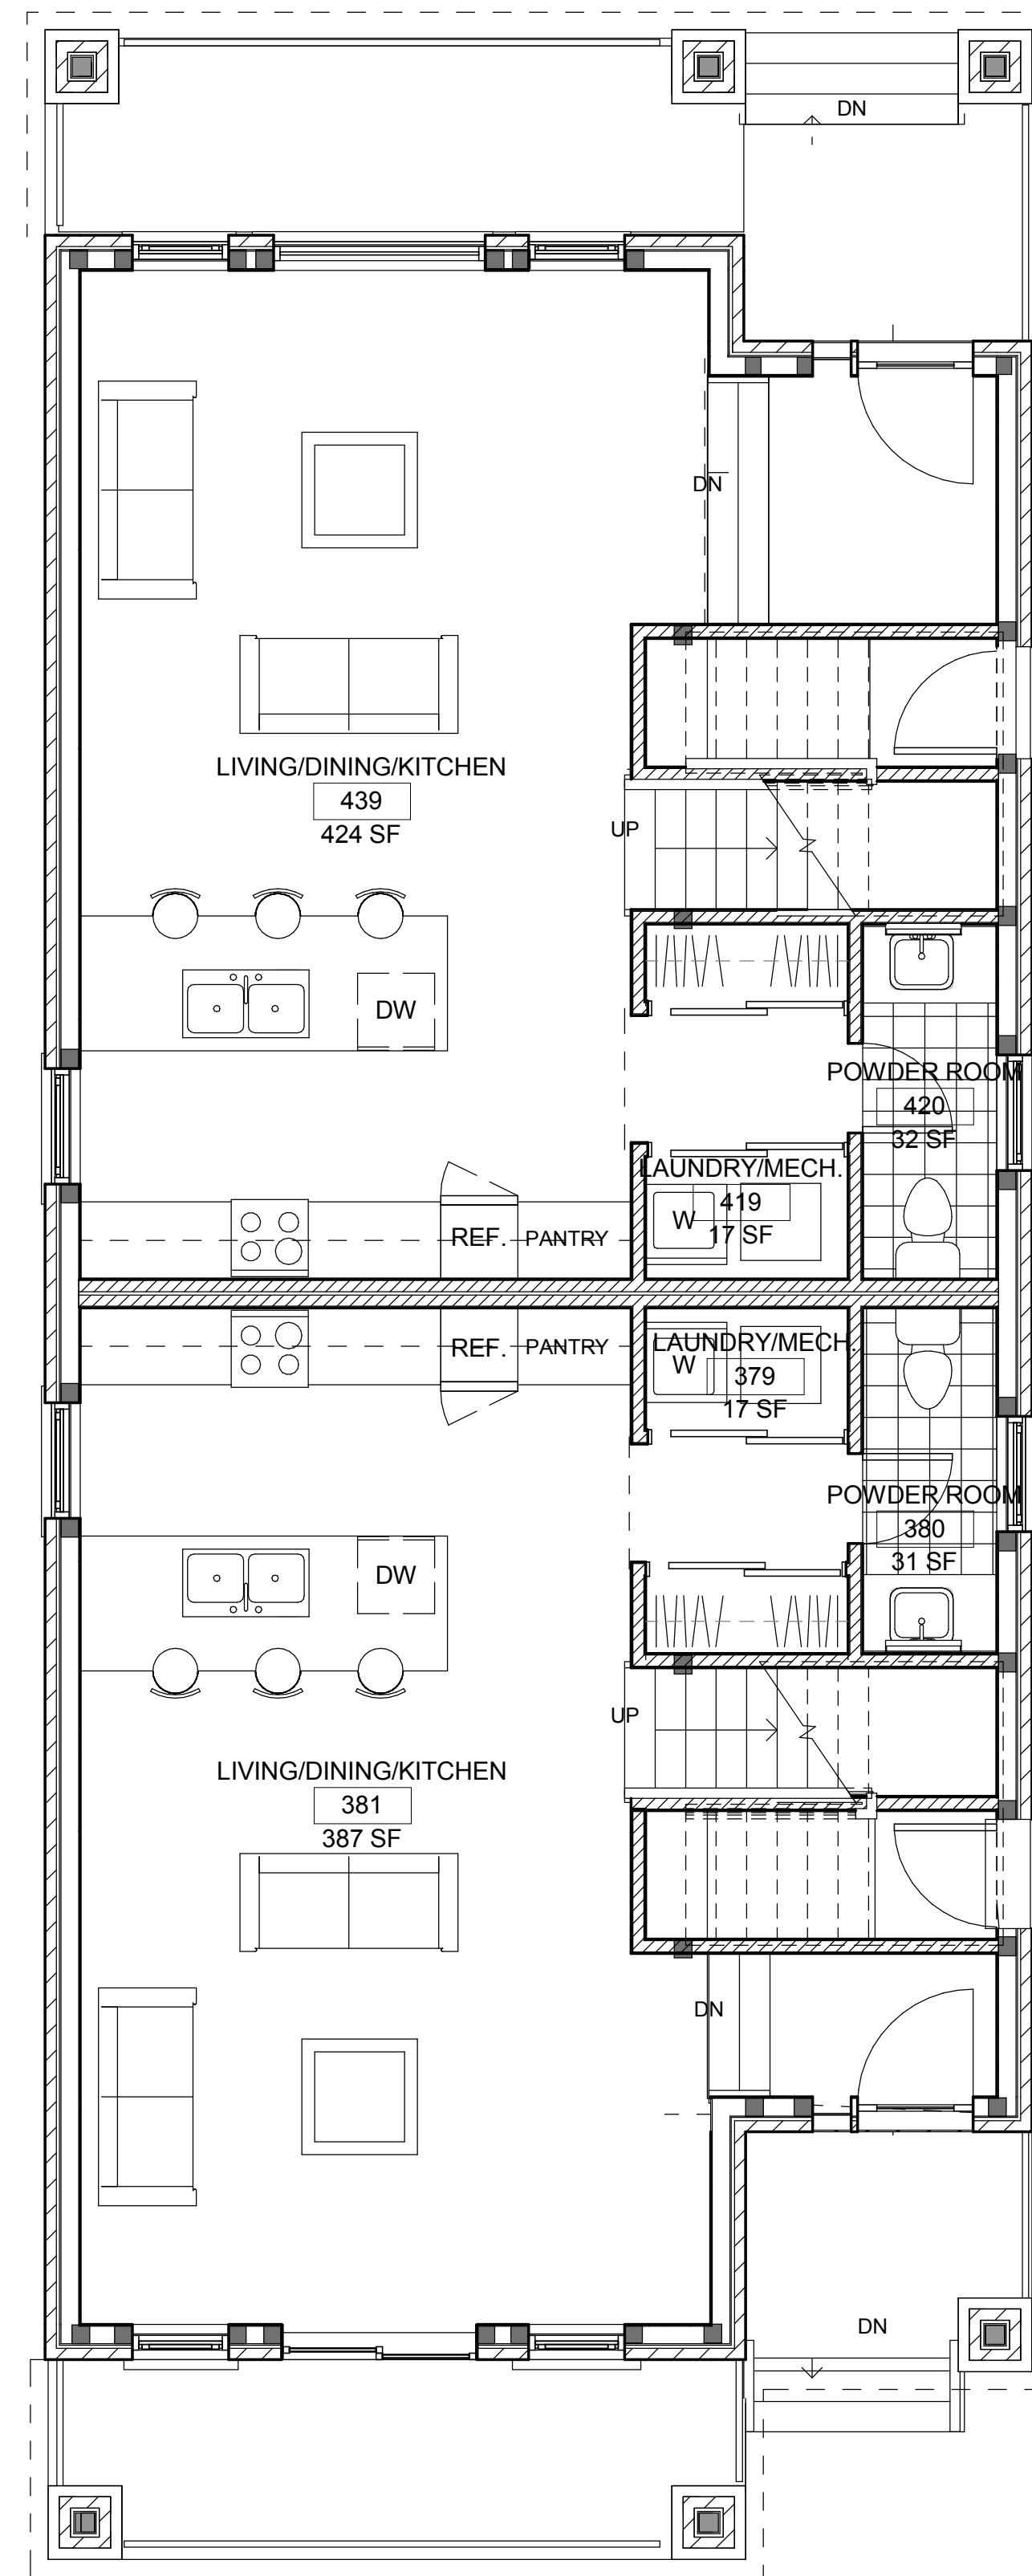 DN
DN
LIVING/DINING/KITCHEN
439
424 SF
UP
DW
POWDER ROOM
420
32 SF
LAUNDRY/MECH.
419
17 SF
W
REF.
PANTRY
REF.
PANTRY
LAUNDRY/MECH.
W
379
17 SF
POWDER ROOM
380
31 SF
DW
UP
LIVING/DINING/KITCHEN
381
387 SF
DN
DN